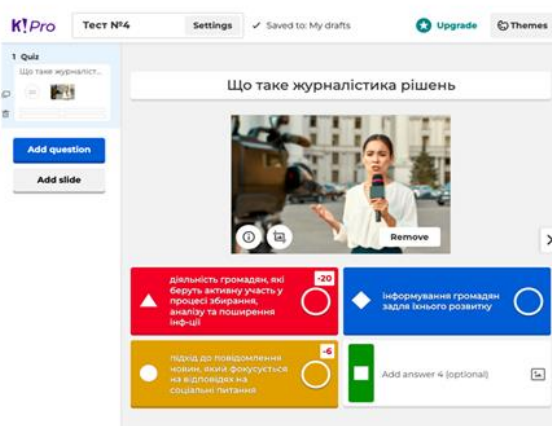 K!Pro
Тест №4
Settings
✓ Saved to: My drafts
Upgrade
Themes
1 Quiz
Що таке журналіст...
Add question
Add slide
Що таке журналістика рішень
Remove
діяльність громадян, які
беруть активну участь у
процесі збирання,
аналізу та поширення
інф-ції
-20
інформування громадян
задля їхнього розвитку
підхід до повідомлення
новин, який фокусується
на відповідях на
соціальні питання
-6
Add answer 4 (optional)